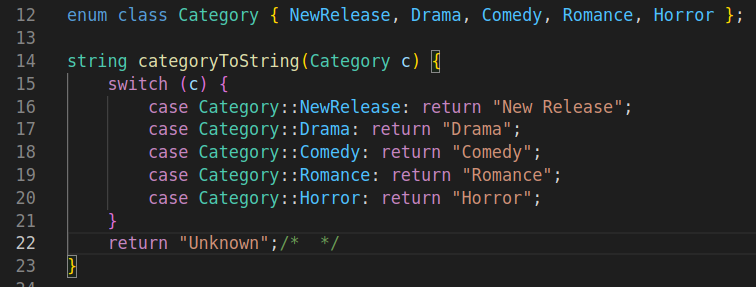 12 enum class Category { NewRelease, Drama, Comedy, Romance, Horror };
13
14 string categoryToString(Category c) {
15     switch (c) {
16         case Category::NewRelease: return "New Release";
17         case Category::Drama: return "Drama";
18         case Category::Comedy: return "Comedy";
19         case Category::Romance: return "Romance";
20         case Category::Horror: return "Horror";
21     }
22     return "Unknown";/*  */
23 }